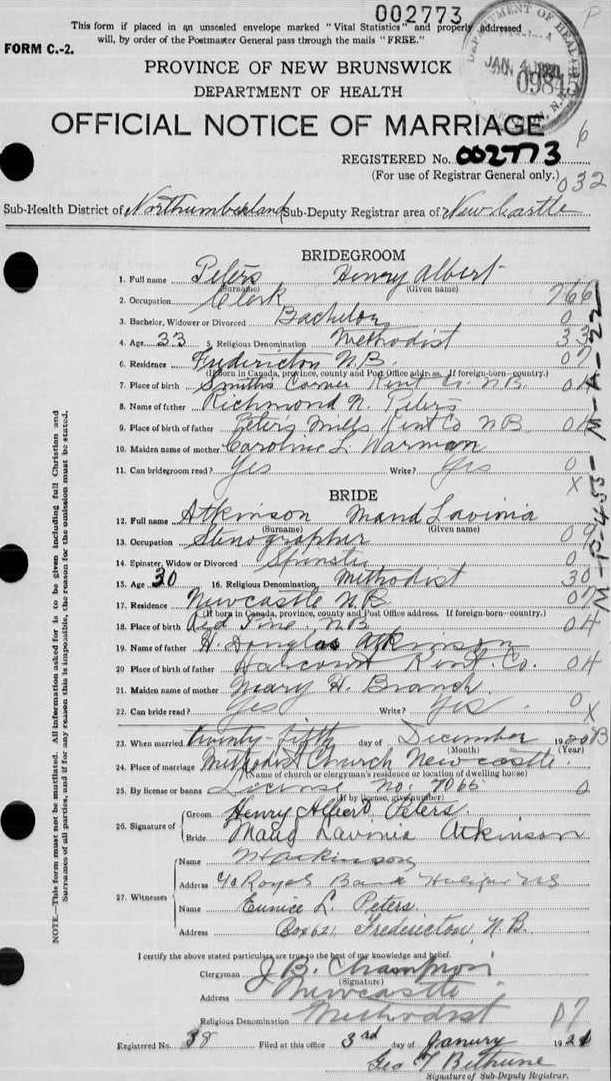 002773
This form if placed in an unsealed envelope marked "Vital Statistics" and properly addressed
will, by order of the Postmaster General pass through the mails "FREE."
FORM C.-2.
DEPARTMENT OF HEALTH
JAN 4
09845
PROVINCE OF NEW BRUNSWICK
DEPARTMENT OF HEALTH
OFFICIAL NOTICE OF MARRIAGE
6
REGISTERED No. 002773
(For use of Registrar General only.) 032
Sub-Health District of Northumberland Sub-Deputy Registrar area of Newcastle
BRIDEGROOM
1. Full name Peters Henry Albert
(Surname) (Given name)
2. Occupation Clerk 766
3. Bachelor, Widower or Divorced Bachelor 0
4. Age 33 5. Religious Denomination Methodist 33
6. Residence Fredericton N.B. 07
(If born in Canada, province, county and Post Office address. If foreign-born—country.)
7. Place of birth Smiths Corner Kent Co. N.B. 04
8. Name of father Richmond N. Peters
9. Place of birth of father Peters Mills Kent Co NB 04
10. Maiden name of mother Caroline L. Warman
11. Can bridegroom read? Yes Write? Yes 0
X
BRIDE
12. Full name Atkinson Maud Lavinia
(Surname) (Given name)
13. Occupation Stenographer 09
14. Spinster, Widow or Divorced Spinster 0
15. Age 30 16. Religious Denomination Methodist 30
17. Residence Newcastle N.B. 07
(If born in Canada, province, county and Post Office address. If foreign-born—country.)
18. Place of birth Red Pine, N.B. 04
19. Name of father H. Douglas Atkinson
20. Place of birth of father Harcourt Kent. Co. 04
21. Maiden name of mother Mary H. Branch
22. Can bride read? Yes Write? Yes. 0
X
23. When married twenty-fifth day of December 1920 B
(Month) (Year)
24. Place of marriage Methodist Church Newcastle
(Name of church or clergyman's residence or location of dwelling house)
25. By license or banns License No. 7066 0
(If by license, give number)
26. Signature of
Groom Henry Albert Peters.
Bride Maud Lavinia Atkinson
27. Witnesses
Name Atkinson
Address c/o Royal Bank Halifax NS
Name Eunice L. Peters.
Address Box 621, Fredericton, N.B.
I certify the above stated particulars are true to the best of my knowledge and belief.
Clergyman J. B. Champion
(Signature)
Address Newcastle
Religious Denomination Methodist 07
Registered No. 38 Filed at this office 3rd day of Janury 1921
Geo T Bethune
Signature of Sub-Deputy Registrar.
NOTE—This form must not be mutilated. All information asked for is to be given including full Christian and
Surnames of all parties, and if for any reason this is impossible, the reason for the omission must be stated.